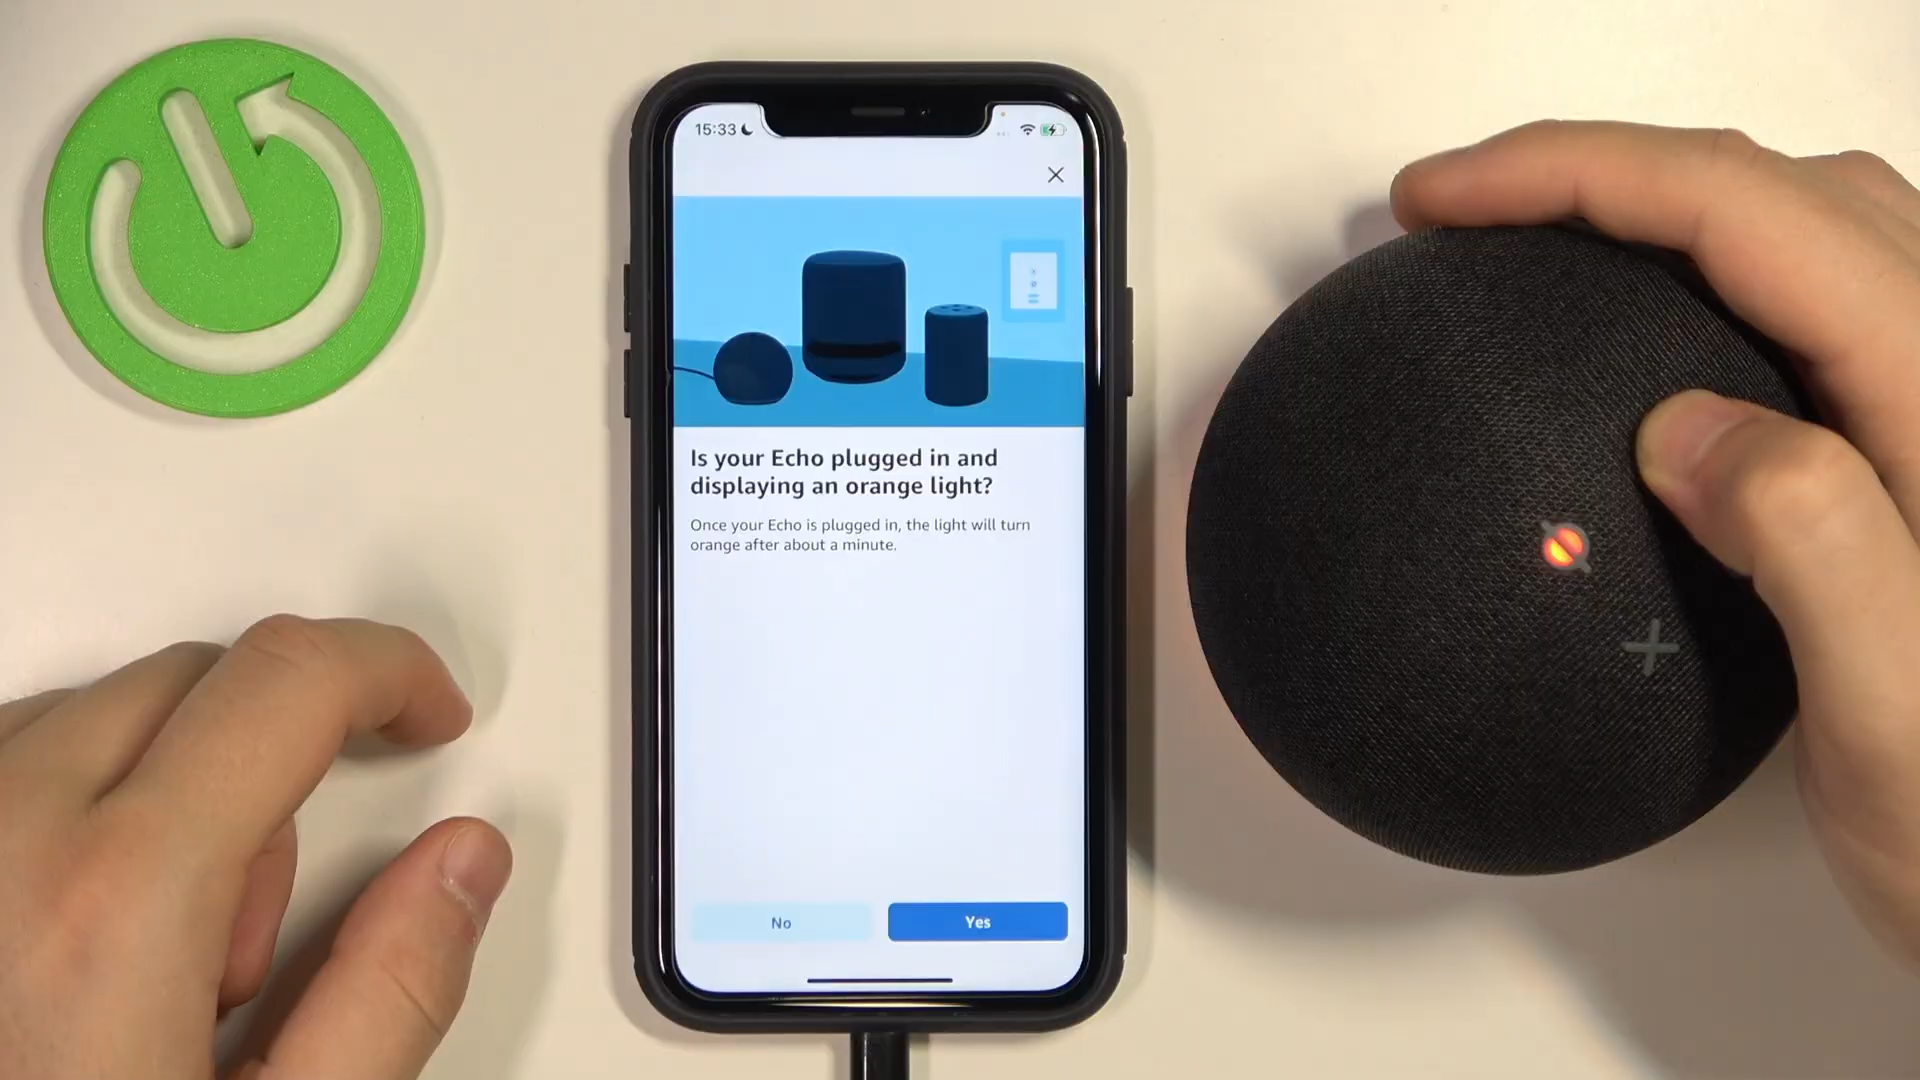 15:33
Is your Echo plugged in and
displaying an orange light?
Once your Echo is plugged in, the light will turn
orange after about a minute.
No
Yes